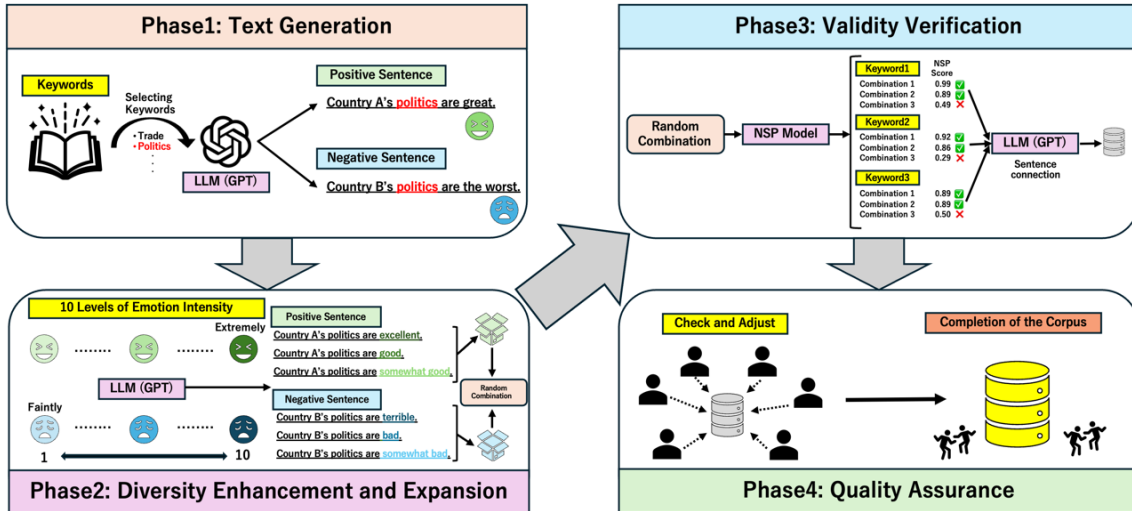 Phase1: Text Generation
Keywords
Selecting
Keywords
• Trade
• Politics
LLM (GPT)
Positive Sentence
Country A's politics are great.
Negative Sentence
Country B's politics are the worst.
10 Levels of Emotion Intensity
Extremely
LLM (GPT)
Faintly
1
10
Positive Sentence
Country A's politics are excellent.
Country A's politics are good.
Country A's politics are somewhat good.
Negative Sentence
Country B's politics are terrible.
Country B's politics are bad.
Country B's politics are somewhat bad.
Random
Combination
Phase2: Diversity Enhancement and Expansion
Phase3: Validity Verification
Random
Combination
NSP Model
NSP
Score
Keyword1
Combination 1 0.99
Combination 2 0.89
Combination 3 0.49
Keyword2
Combination 1 0.92
Combination 2 0.86
Combination 3 0.29
Keyword3
Combination 1 0.89
Combination 2 0.89
Combination 3 0.50
LLM (GPT)
Sentence
connection
Check and Adjust
Completion of the Corpus
Phase4: Quality Assurance